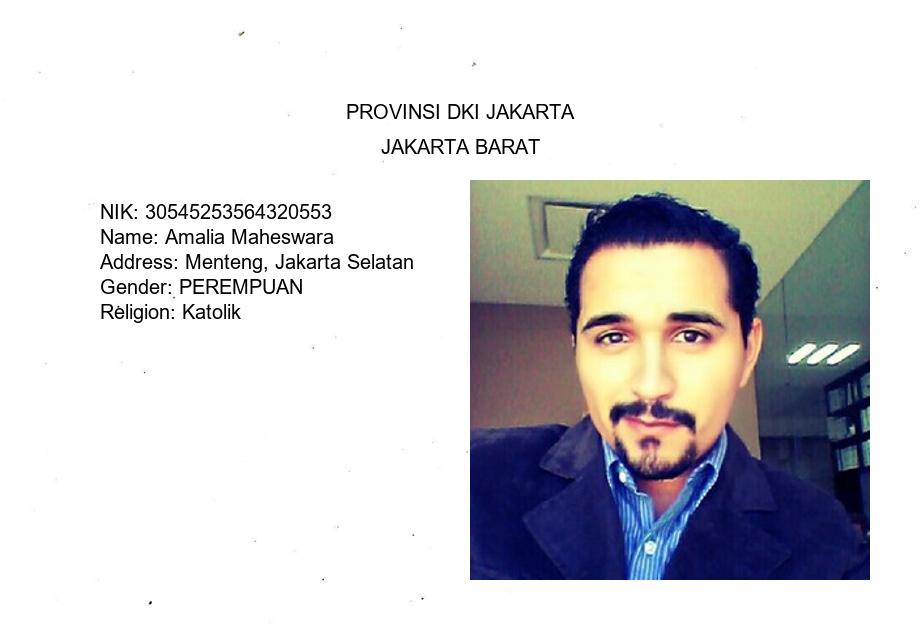 PROVINSI DKI JAKARTA
JAKARTA BARAT
NIK: 30545253564320553
Name: Amalia Maheswara
Address: Menteng, Jakarta Selatan
Gender: PEREMPUAN
Religion: Katolik